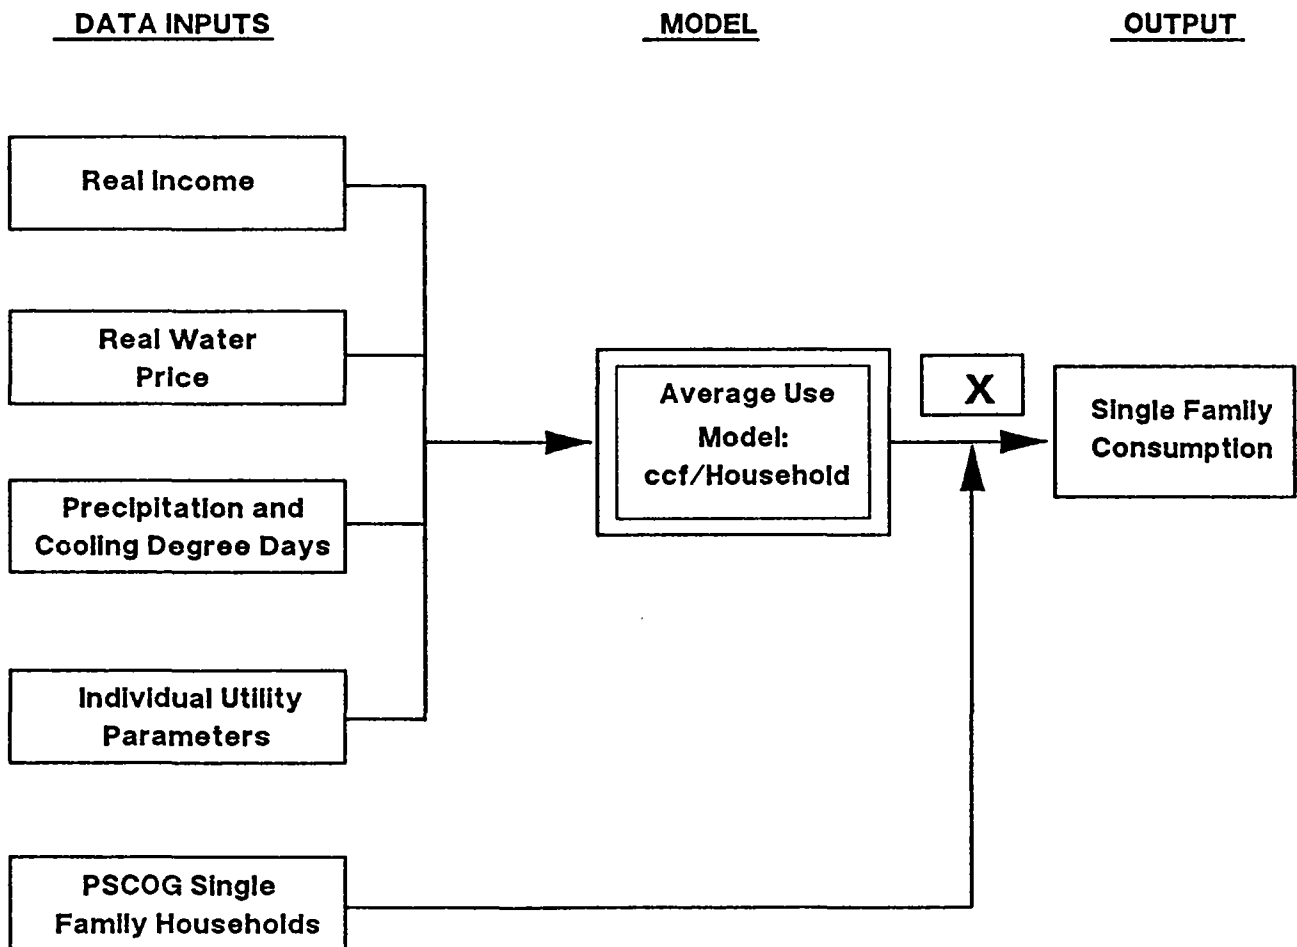 DATA INPUTS
MODEL
OUTPUT
Real Income
Real Water
Price
Precipitation and
Cooling Degree Days
Individual Utility
Parameters
PSCOG Single
Family Households
Average Use
Model:
ccf/Household
X
Single Family
Consumption